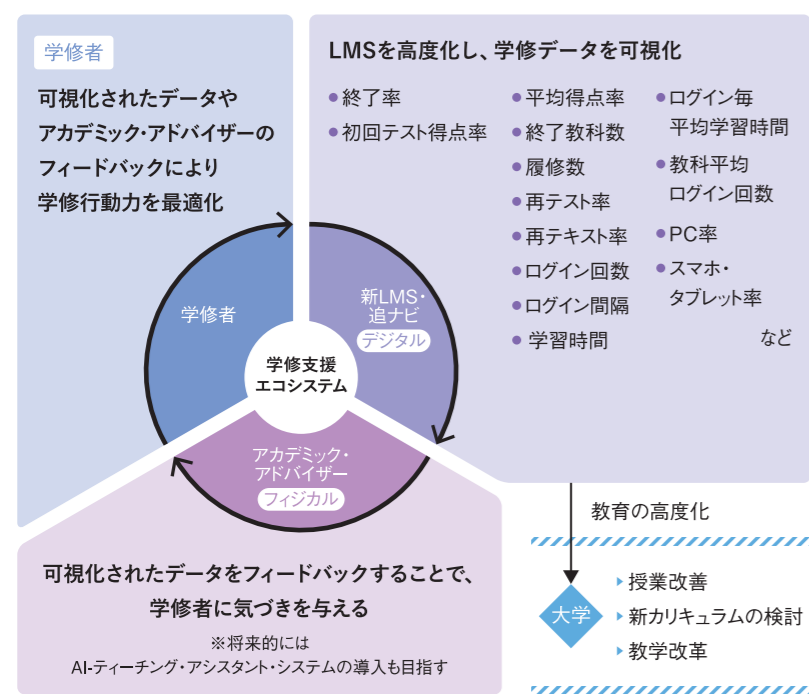 学修者
可視化されたデータや
アカデミック・アドバイザーの
フィードバックにより
学修行動力を最適化
LMSを高度化し、学修データを可視化
●終了率
●初回テスト得点率
●平均得点率
●終了教科数
●履修数
●再テスト率
●再テキスト率
●ログイン回数
●ログイン間隔
●学習時間
●ログイン毎
平均学習時間
●教科平均
ログイン回数
●PC率
●スマホ・
タブレット率
など
学修者
新LMS・
追ナビ
デジタル
学修支援
エコシステム
アカデミック・
アドバイザー
フィジカル
可視化されたデータをフィードバックすることで、
学修者に気づきを与える
※将来的には
AI-ティーチング・アシスタント・システムの導入も目指す
教育の高度化
大学
▸授業改善
▸新カリキュラムの検討
▸教学改革